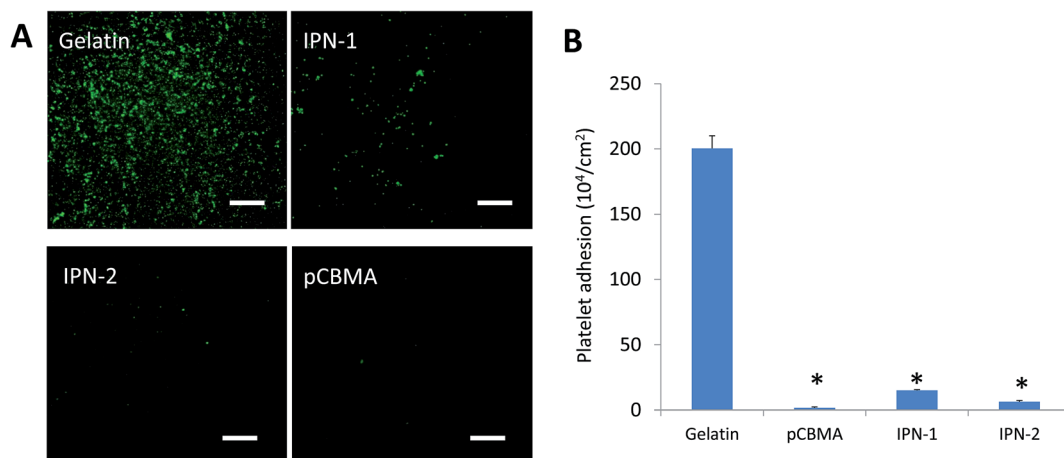 A
Gelatin
IPN-1
IPN-2
pCBMA
B
Platelet adhesion (10⁴/cm²)
250
200
150
100
50
0
*
*
*
Gelatin
pCBMA
IPN-1
IPN-2